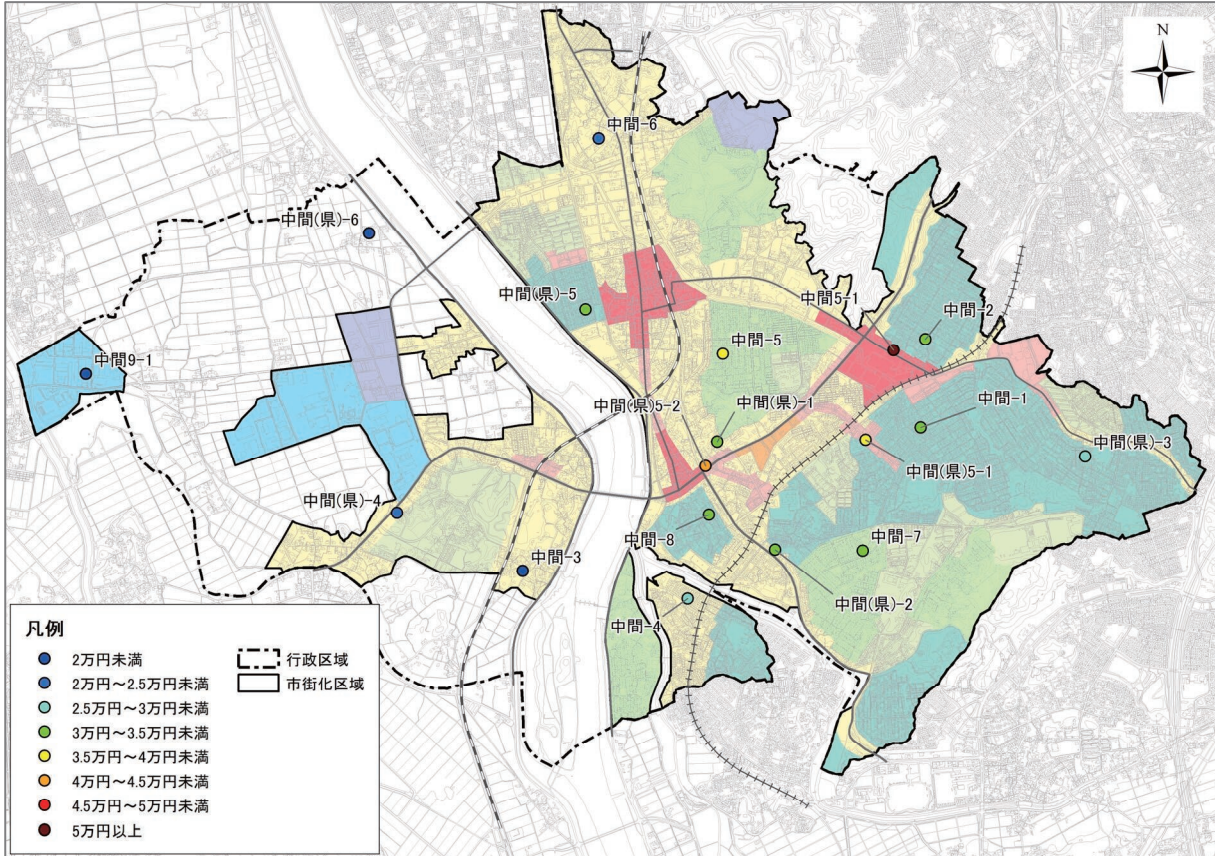 N
中間-6
中間(県)-6
中間(県)-5
中間5-1
中間-2
中間-5
中間9-1
中間(県)5-2
中間(県)-1
中間-1
中間(県)-3
中間(県)5-1
中間(県)-4
中間-8
中間-7
中間-3
中間(県)-2
中間-4
凡例
2万円未満
2万円～2.5万円未満
2.5万円～3万円未満
3万円～3.5万円未満
3.5万円～4万円未満
4万円～4.5万円未満
4.5万円～5万円未満
5万円以上
行政区域
市街化区域